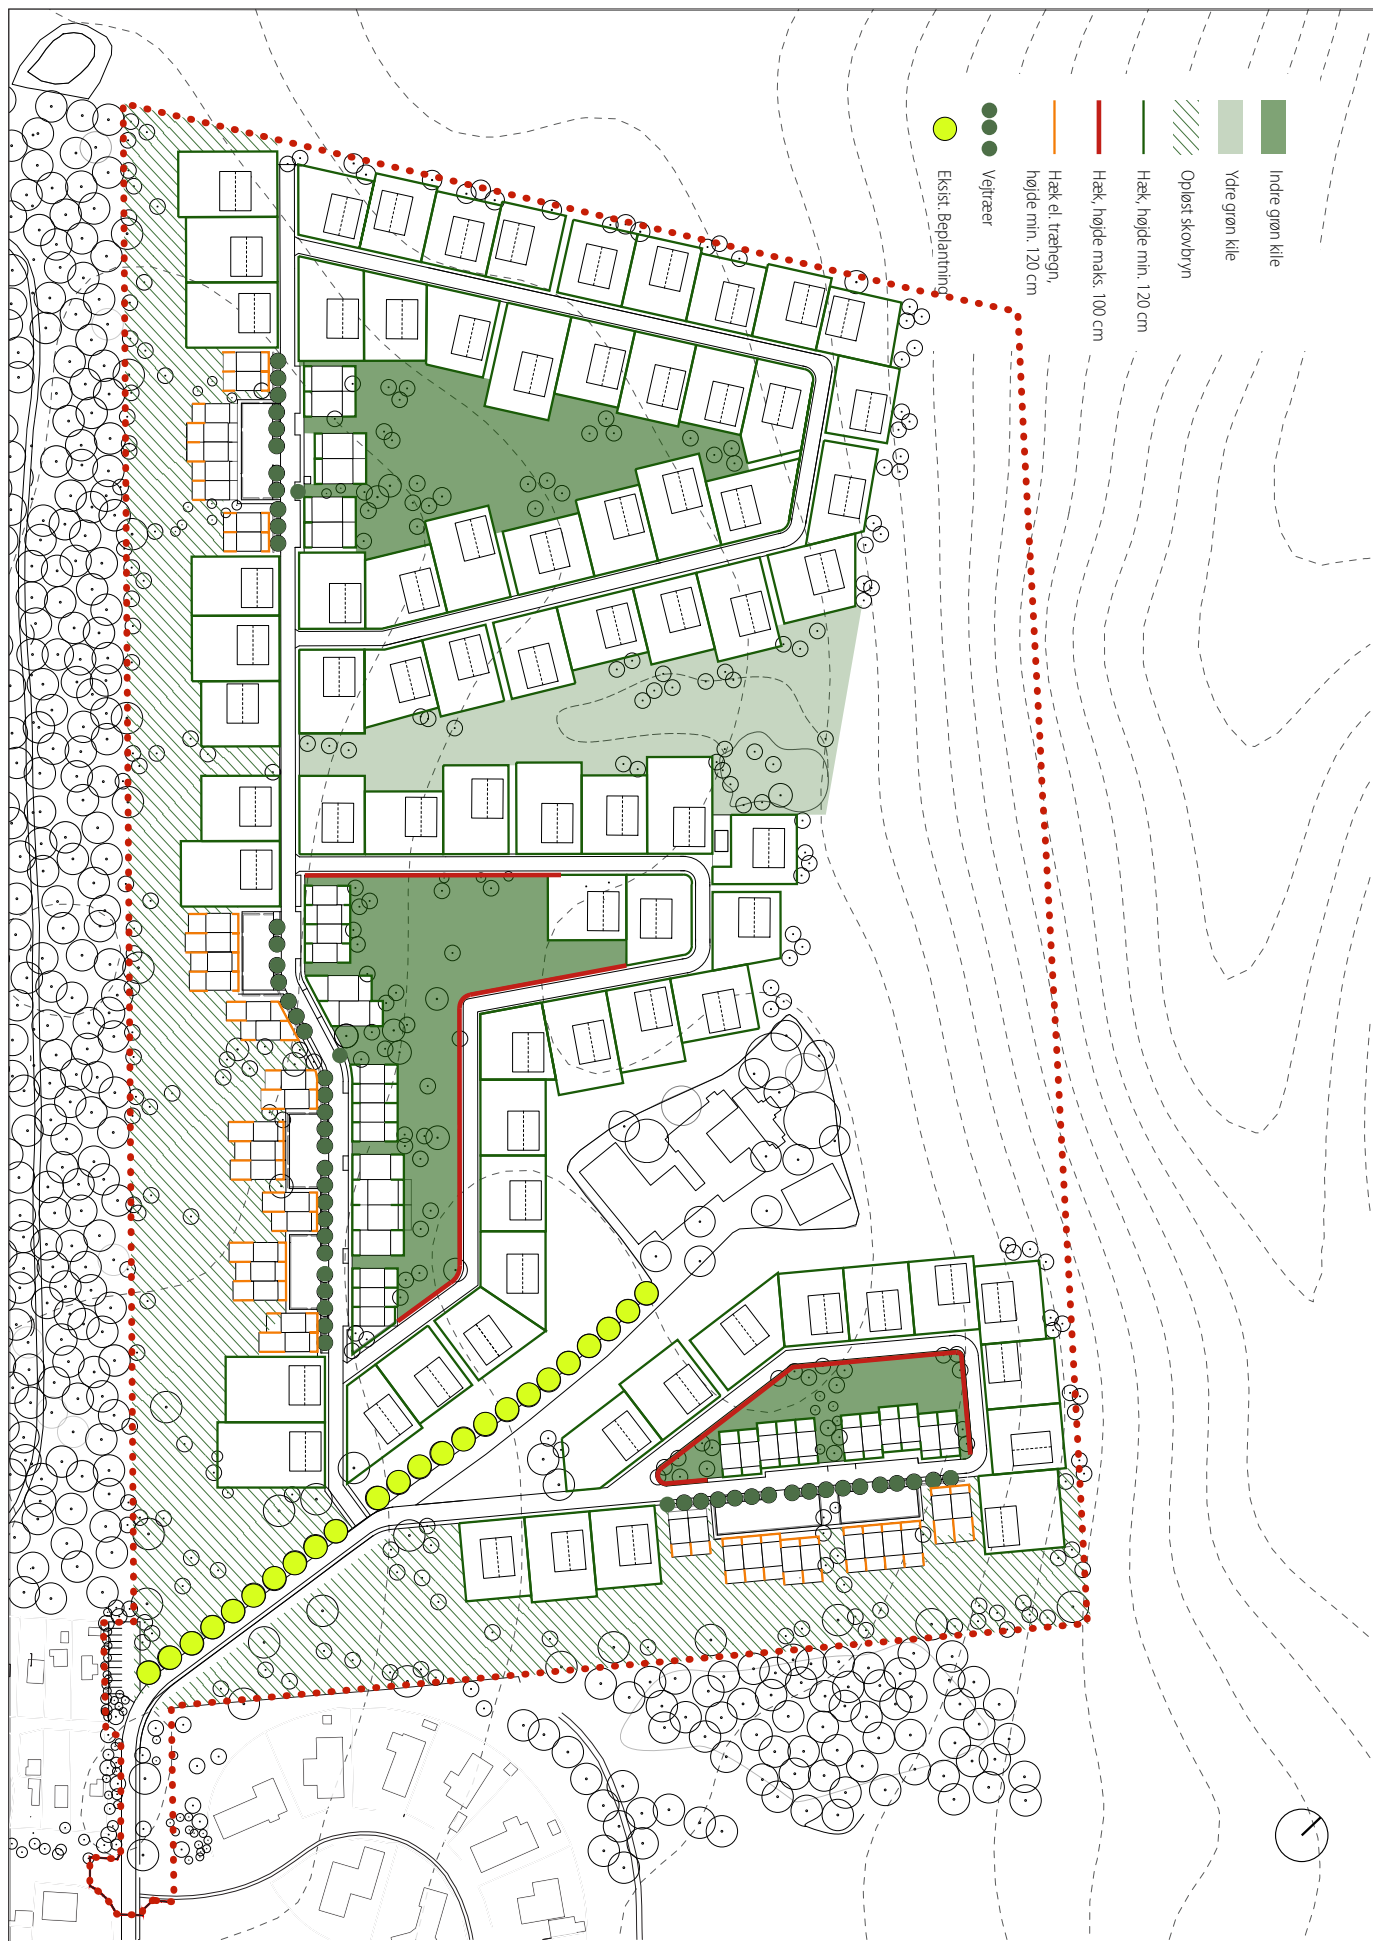 Indre grøn kile
Ydre grøn kile
Opløst skovbryn
Hæk, højde min. 120 cm
Hæk, højde maks. 100 cm
Hæk el. træhegn,
højde min. 120 cm
Vejtræer
Eksist. Beplantning